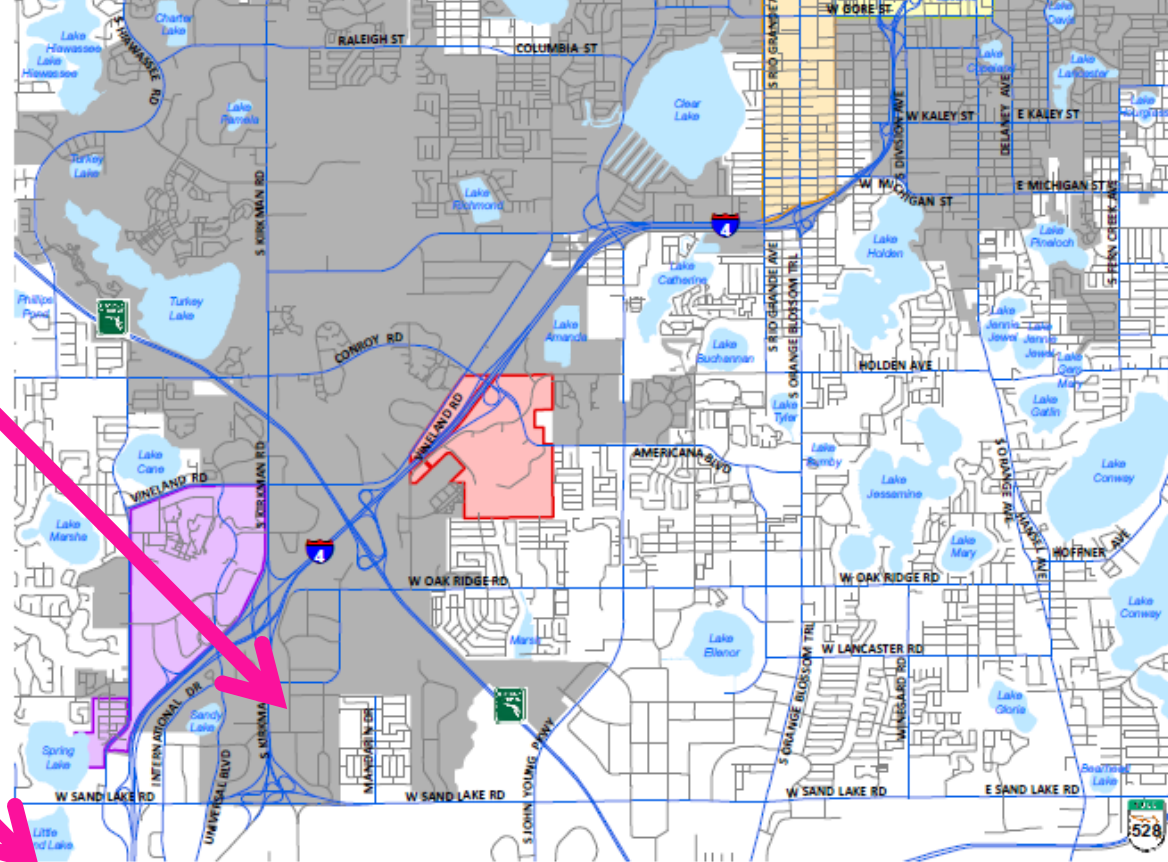 W GORE ST
Lake
Davis
Charter
Lake
S HIAWASSEE RD
Lake
Hiawassee
Lake
Hiawassee
RALEIGH ST
COLUMBIA ST
S RIO GRANDE
Lake
Copeland
DELANEY AVE
Lake
Lancaster
Lake
Pamela
Clear
Lake
S DIVISION AVE
W KALEY ST
E KALEY ST
Turkey
Lake
S KIRKMAN RD
Lake
Richmond
W MICHIGAN ST
E MICHIGAN ST
S FERN CREEK AVE
4
Lake
Holden
Lake
Pineloch
Lake
Catherine
S RIO GRANDE AVE
S ORANGE BLOSSOM TRL
Phillips
Pond
Turkey
Lake
CONROY RD
Lake
Amanda
Lake
Buchannan
Lake
Jennie
Jewel
Lake
Jennie
Jewel
HOLDEN AVE
Lake
Gem
Mary
Lake
Tyler
Lake
Gatlin
VINELAND RD
S KIRKMAN RD
Lake
Cane
VINELAND RD
AMERICANA BLVD
Lake
Bumby
Lake
Jessamine
S ORANGE AVE
Lake
Conway
Lake
Marsha
HANSEL AVE
HOFFNER AVE
Lake
Mary
4
W OAK RIDGE RD
W OAK RIDGE RD
Lake
Conway
Lake
Ellenor
W LANCASTER RD
S ORANGE BLOSSOM TRL
WINEGARD RD
Lake
Gloria
INTERNATIONAL DR
Sandy
Lake
S KIRKMA
MANDARIN DR
S JOHN YOUNG PKWY
Spring
Lake
UNIVERSAL BLVD
W SAND LAKE RD
W SAND LAKE RD
W SAND LAKE RD
E SAND LAKE RD
Lake
Little
Lake
528